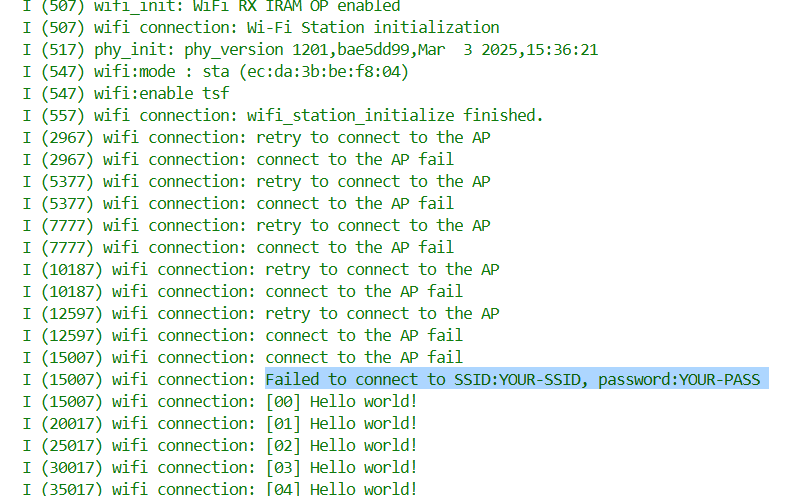 I (507) wifi_init: WiFi RX IRAM OP enabled
I (507) wifi connection: Wi-Fi Station initialization
I (517) phy_init: phy_version 1201,bae5dd99,Mar  3 2025,15:36:21
I (547) wifi:mode : sta (ec:da:3b:be:f8:04)
I (547) wifi:enable tsf
I (557) wifi connection: wifi_station_initialize finished.
I (2967) wifi connection: retry to connect to the AP
I (2967) wifi connection: connect to the AP fail
I (5377) wifi connection: retry to connect to the AP
I (5377) wifi connection: connect to the AP fail
I (7777) wifi connection: retry to connect to the AP
I (7777) wifi connection: connect to the AP fail
I (10187) wifi connection: retry to connect to the AP
I (10187) wifi connection: connect to the AP fail
I (12597) wifi connection: retry to connect to the AP
I (12597) wifi connection: connect to the AP fail
I (15007) wifi connection: connect to the AP fail
I (15007) wifi connection: Failed to connect to SSID:YOUR-SSID, password:YOUR-PASS
I (15007) wifi connection: [00] Hello world!
I (20017) wifi connection: [01] Hello world!
I (25017) wifi connection: [02] Hello world!
I (30017) wifi connection: [03] Hello world!
I (35017) wifi connection: [04] Hello world!